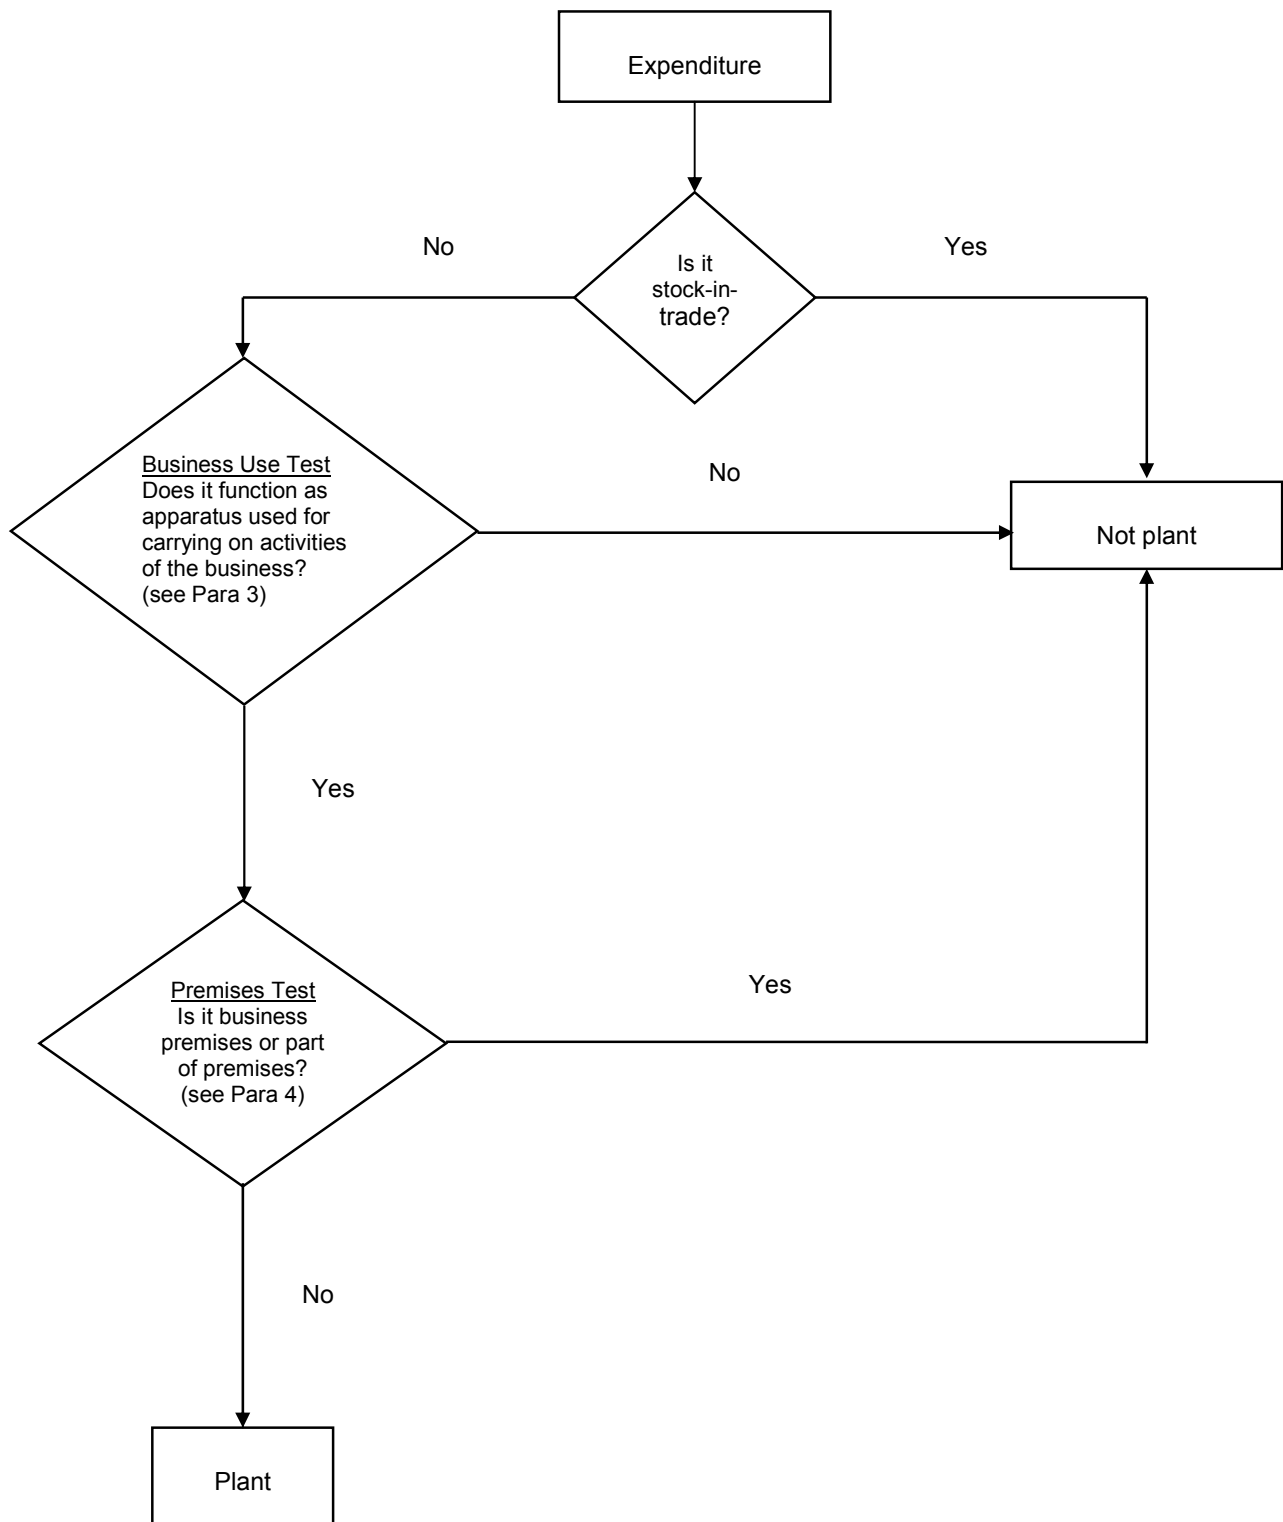 Expenditure
No
Yes
Is it
stock-in-
trade?
Business Use Test
Does it function as
apparatus used for
carrying on activities
of the business?
(see Para 3)
No
Not plant
Yes
Premises Test
Is it business
premises or part
of premises?
(see Para 4)
Yes
No
Plant